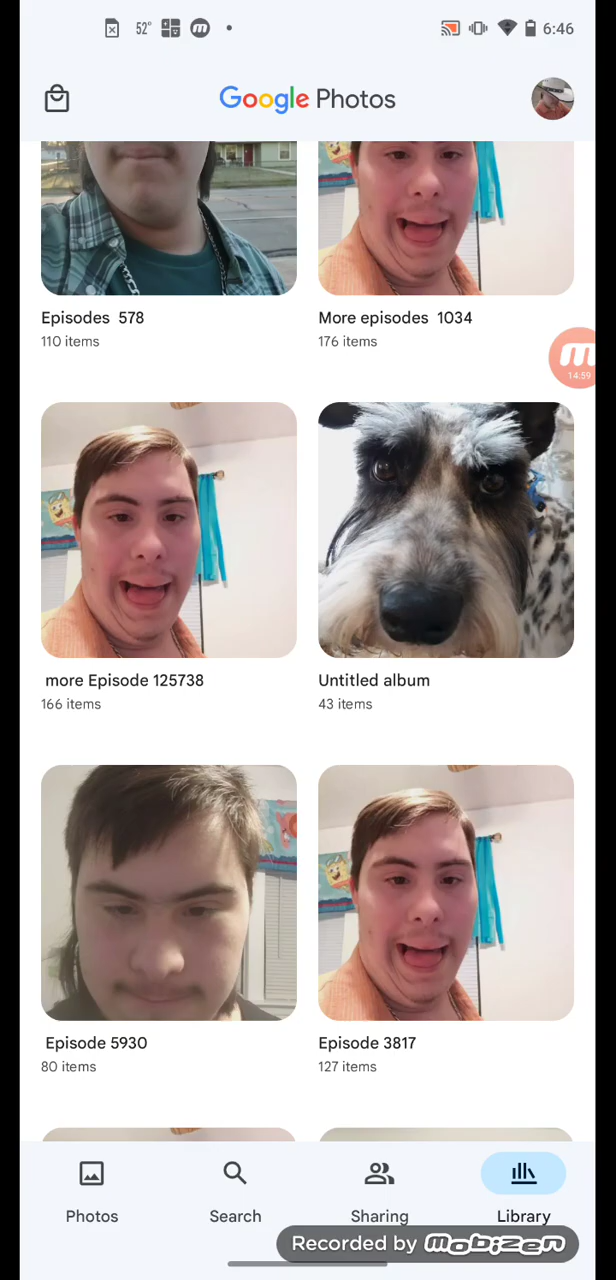 52° m • 6:46
Google Photos
Episodes 578
More episodes 1034
110 items
176 items
m
14:59
more Episode 125738
Untitled album
166 items
43 items
Episode 5930
Episode 3817
80 items
127 items
Photos
Search
Sharing
Library
Recorded by mobizen